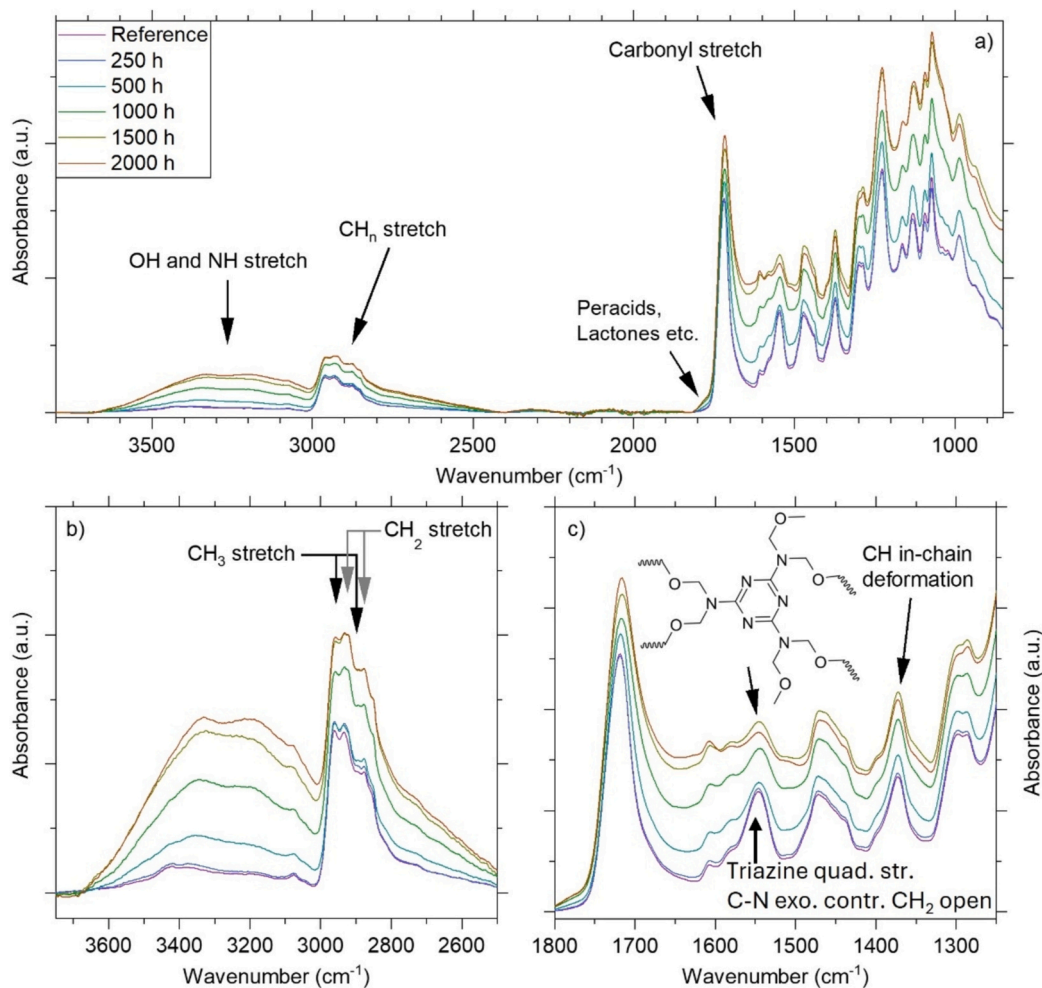 Reference
250 h
500 h
1000 h
1500 h
2000 h
a)
Carbonyl stretch
CHn stretch
OH and NH stretch
Peracids,
Lactones etc.
Absorbance (a.u.)
3500 3000 2500 2000 1500 1000
Wavenumber (cm-1)
b)
CH2 stretch
CH3 stretch
Absorbance (a.u.)
3600 3400 3200 3000 2800 2600
Wavenumber (cm-1)
c)
CH in-chain
deformation
O
N
O
O
N
N
N
N
O
N
O
O
Triazine quad. str.
C-N exo. contr. CH2 open
Absorbance (a.u.)
1800 1700 1600 1500 1400 1300
Wavenumber (cm-1)